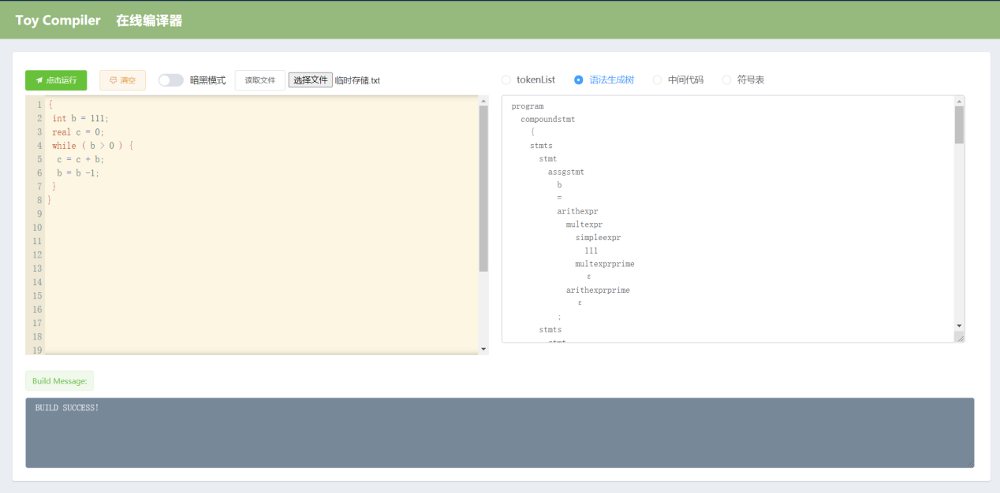 Toy Compiler 在线编译器
点击运行 清空 暗黑模式 读取文件 选择文件 临时存储.txt
tokenList 语法生成树 中间代码 符号表
1 {
2 int b = 111;
3 real c = 0;
4 while ( b > 0 ) {
5 c = c + b;
6 b = b -1;
7 }
8 }
9
10
11
12
13
14
15
16
17
18
19
program
compoundstmt
{
stmts
stmt
assgstmt
b
=
arithexpr
multexpr
simpleexpr
111
multexprprime
ε
arithexprprime
ε
;
stmts
stmt
Build Message:
BUILD SUCCESS!